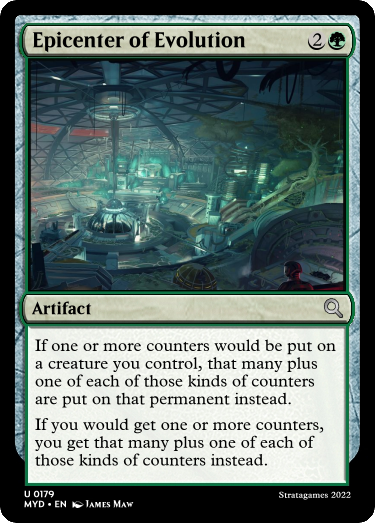 Epicenter of Evolution 2
Artifact
If one or more counters would be put on
a creature you control, that many plus
one of each of those kinds of counters
are put on that permanent instead.
If you would get one or more counters,
you get that many plus one of each of
those kinds of counters instead.
U 0179
MYD • EN James Maw
Stratagames 2022